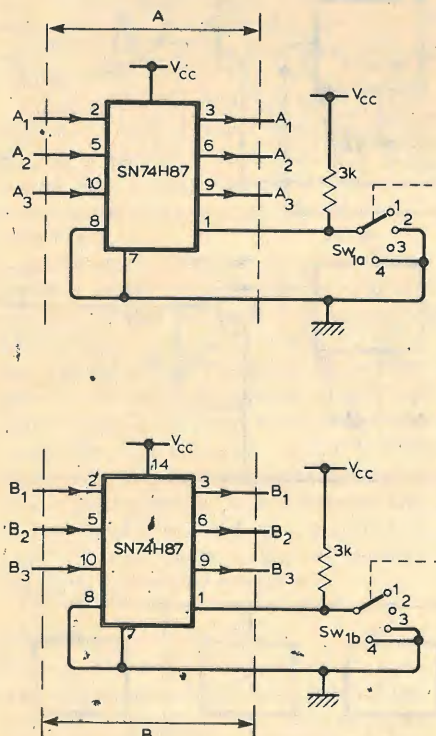 A
VCC
VCC
A1 2 3 A1
A2 5 6 A2
SN74H87
3k
A3 10 9 A3
8 1
1
2
3
Sw1a 4
7
VCC
14
VCC
B1 2 3 B1
B2 5 6 B2
SN74H87
3k
B3 10 9 B3
8 1
1
2
3
Sw1b 4
7
B